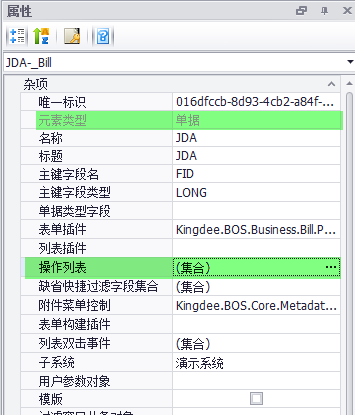 属性
JDA-_Bill
杂项
唯一标识 016dfccb-8d93-4cb2-a84f-...
元素类型 单据
名称 JDA
标题 JDA
主键字段名 FID
主键字段类型 LONG
单据类型字段
表单插件 Kingdee.BOS.Business.Bill.P...
列表插件
操作列表 (集合) ...
缺省快捷过滤字段集合 (集合)
附件菜单控制 Kingdee.BOS.Core.Metadat...
表单构建插件
列表双击事件 (集合)
子系统 演示系统
用户参数对象
模版